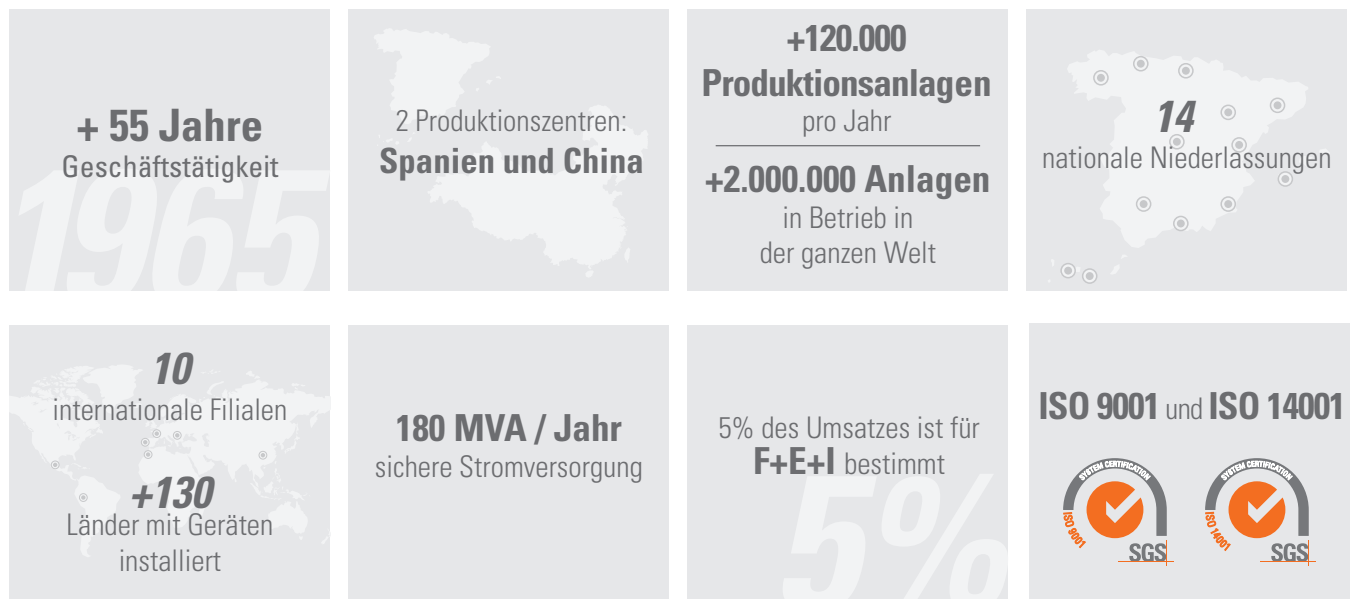 + 55 Jahre
Geschäftstätigkeit
1965
2 Produktionszentren:
Spanien und China
+120.000
Produktionsanlagen
pro Jahr
+2.000.000 Anlagen
in Betrieb in
der ganzen Welt
14
nationale Niederlassungen
10
internationale Filialen
+130
Länder mit Geräten
installiert
180 MVA / Jahr
sichere Stromversorgung
5% des Umsatzes ist für
F+E+I bestimmt
5%
ISO 9001 und ISO 14001
SYSTEM CERTIFICATION
ISO 9001
SGS
SYSTEM CERTIFICATION
ISO 14001
SGS